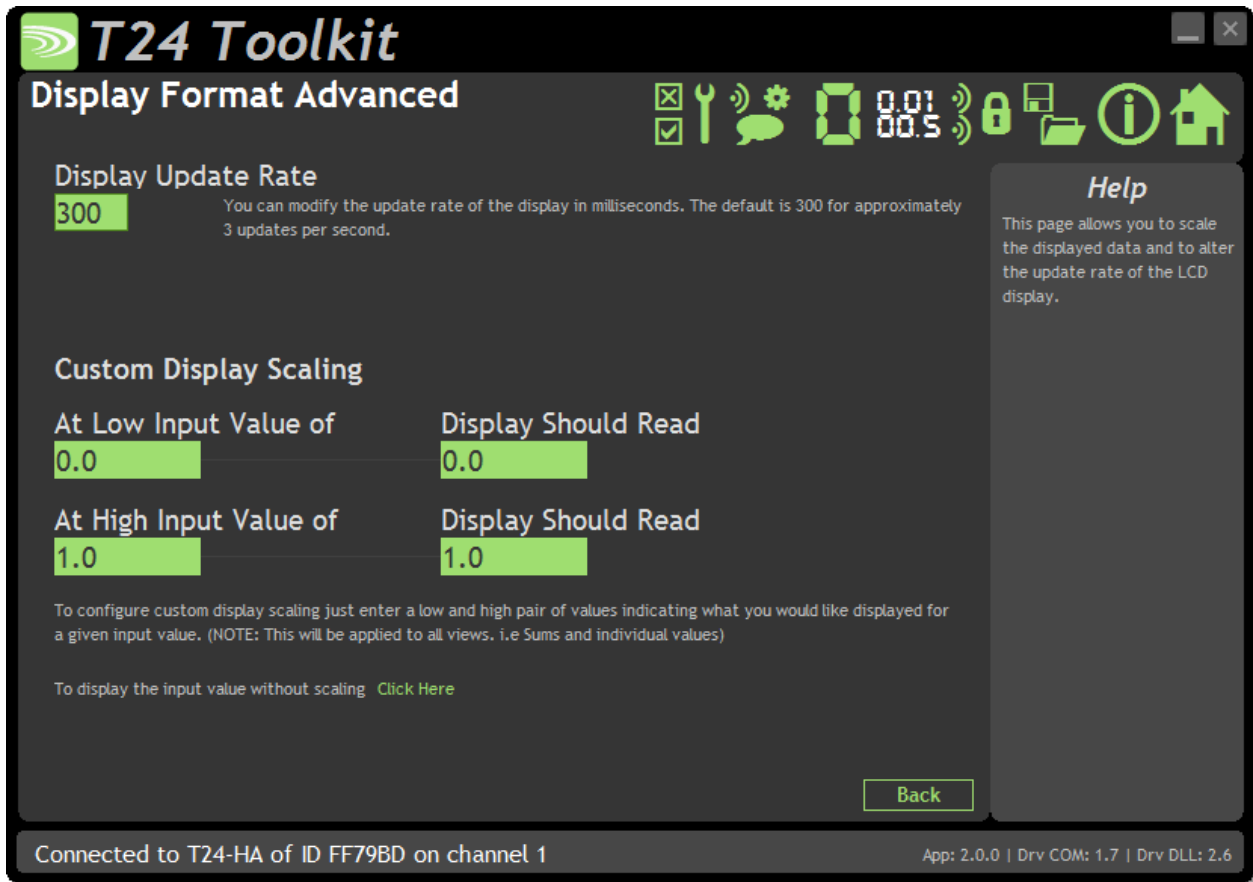 T24 Toolkit
Display Format Advanced
0.01
00.5
Display Update Rate
300
You can modify the update rate of the display in milliseconds. The default is 300 for approximately
3 updates per second.
Custom Display Scaling
At Low Input Value of Display Should Read
0.0 0.0
At High Input Value of Display Should Read
1.0 1.0
To configure custom display scaling just enter a low and high pair of values indicating what you would like displayed for
a given input value. (NOTE: This will be applied to all views. i.e Sums and individual values)
To display the input value without scaling Click Here
Back
Help
This page allows you to scale
the displayed data and to alter
the update rate of the LCD
display.
Connected to T24-HA of ID FF79BD on channel 1
App: 2.0.0 | Drv COM: 1.7 | Drv DLL: 2.6